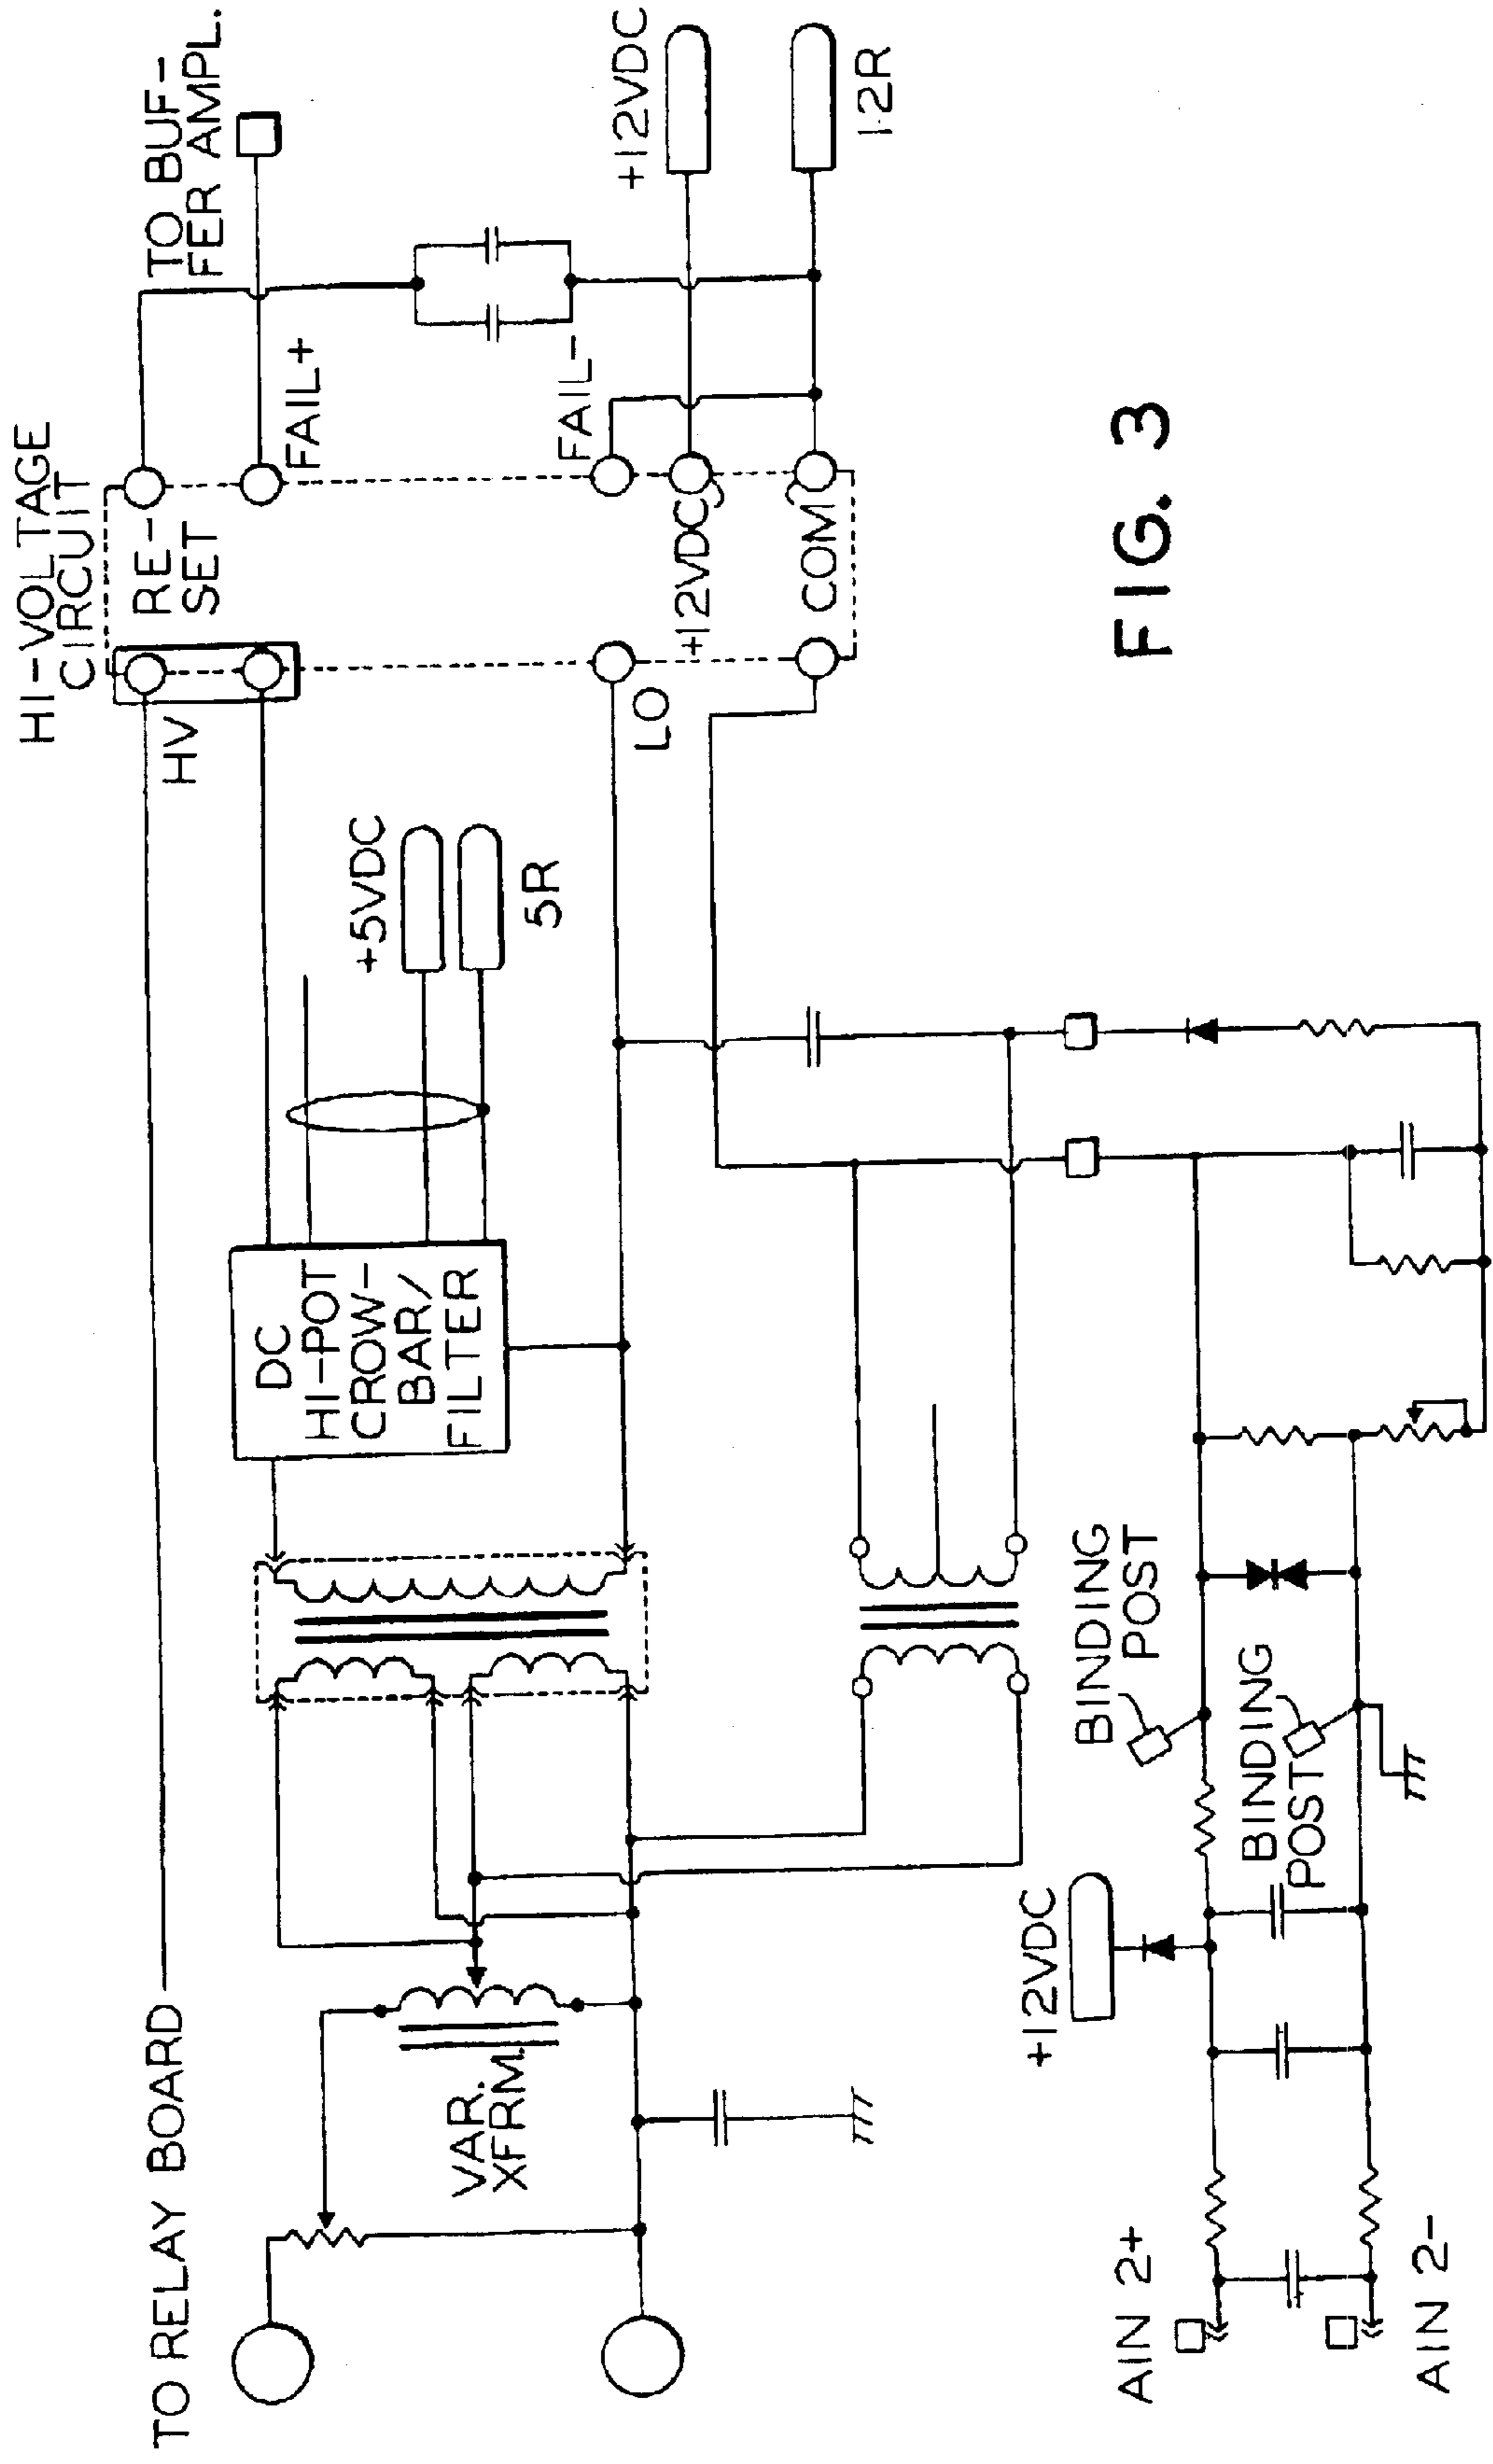 HI-VOLTAGE
CIRCUIT
TO BUF-
FER AMPL.
RE-
SET
FAIL+
FAIL-
+12VDC
COM
+12VDC
12R
HV
LO
+5VDC
5R
DC
HI-POT
CROW-
BAR/
FILTER
TO RELAY BOARD
VAR.
XFRM.
BINDING
POST
BINDING
POST
+12VDC
AIN 2+
AIN 2-
FIG. 3